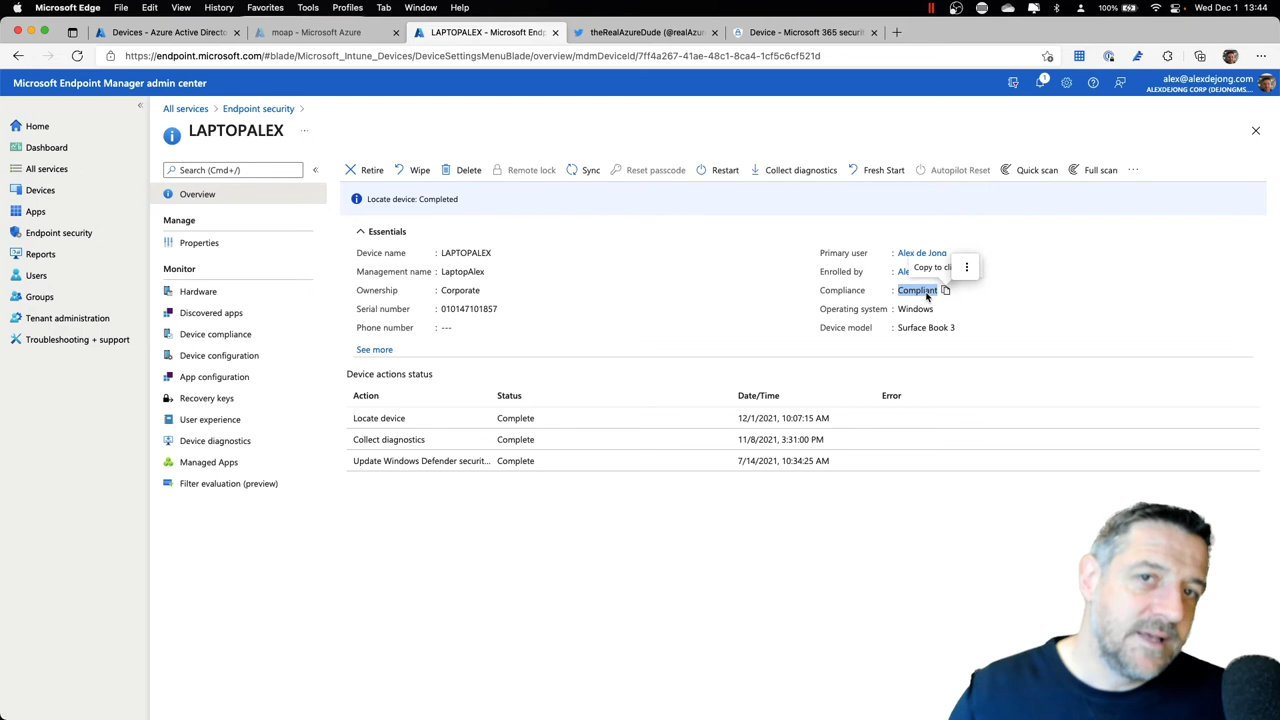 Microsoft Edge File Edit View History Favorites Tools Profiles Tab Window Help 100% Wed Dec 1 13:44
Devices - Azure Active Directo
moap - Microsoft Azure
LAPTOPALEX - Microsoft Endp
theRealAzureDude (@realAzur
Device - Microsoft 365 securit
https://endpoint.microsoft.com/#blade/Microsoft_Intune_Devices/DeviceSettingsMenuBlade/overview/mdmDeviceId/7ff4a267-41ae-48c1-8ca4-1cf5c6cf521d
Microsoft Endpoint Manager admin center
1
alex@alexdejong.com
ALEXDEJONG CORP (DEJONGMS...
Home
Dashboard
All services
Devices
Apps
Endpoint security
Reports
Users
Groups
Tenant administration
Troubleshooting + support
All services > Endpoint security >
LAPTOPALEX ...
Search (Cmd+/)
Overview
Manage
Properties
Monitor
Hardware
Discovered apps
Device compliance
Device configuration
App configuration
Recovery keys
User experience
Device diagnostics
Managed Apps
Filter evaluation (preview)
Retire Wipe Delete Remote lock Sync Reset passcode Restart Collect diagnostics Fresh Start Autopilot Reset Quick scan Full scan ...
Locate device: Completed
Essentials
Device name : LAPTOPALEX
Management name : LaptopAlex
Ownership : Corporate
Serial number : 010147101857
Phone number : ---
See more
Primary user : Alex de Jong
Copy to cli
Enrolled by : Ale
Compliance : Compliant
Operating system : Windows
Device model : Surface Book 3
Device actions status
Action Status Date/Time Error
Locate device Complete 12/1/2021, 10:07:15 AM
Collect diagnostics Complete 11/8/2021, 3:31:00 PM
Update Windows Defender securit... Complete 7/14/2021, 10:34:25 AM